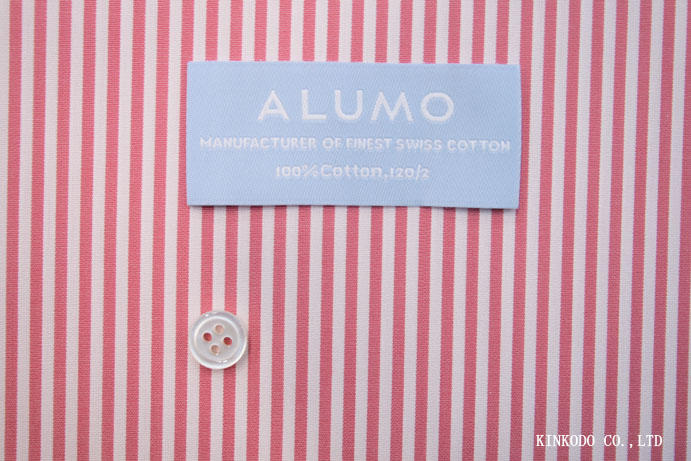 ALUMO
MANUFACTURER OF FINEST SWISS COTTON
100%Cotton,120/2
KINKODO CO.,LTD